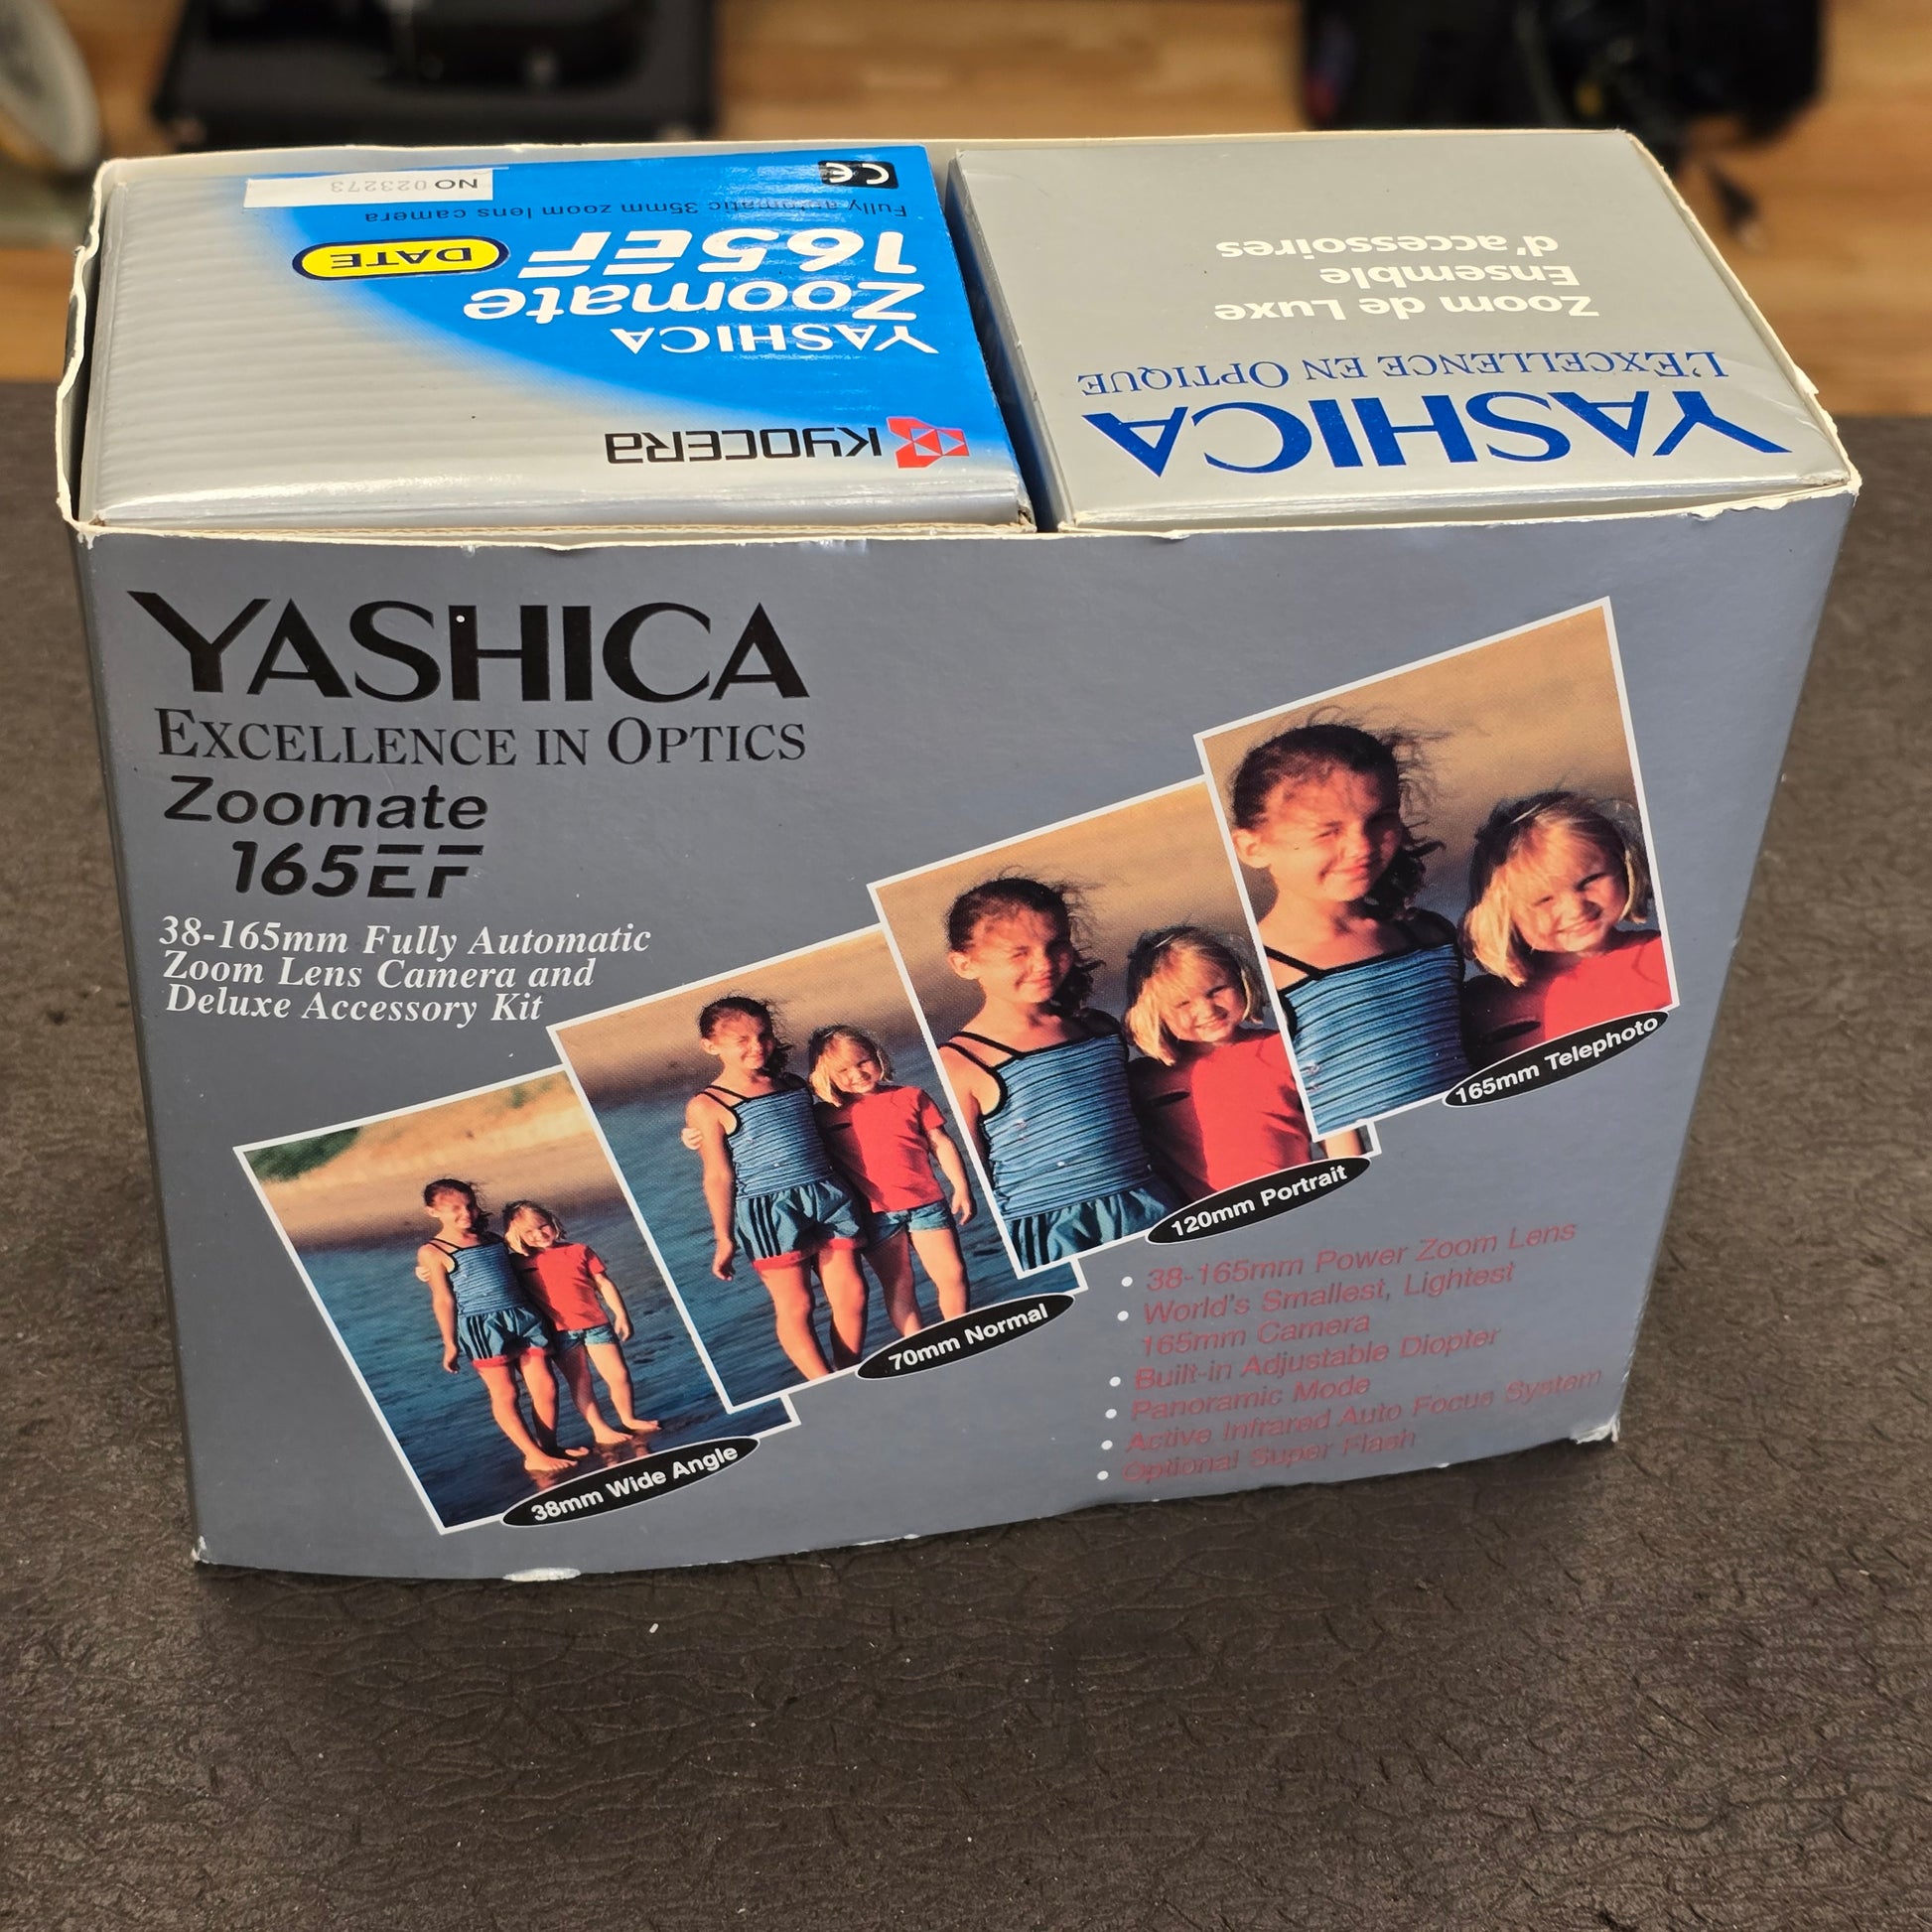 KYOCERA
YASHICA
Zoomate
165EF
DATE
Fully automatic 35mm zoom lens camera
NO 023273
CE
YASHICA
L'EXCELLENCE EN OPTIQUE
Zoom de Luxe
Ensemble
d'accessoires
YASHICA
EXCELLENCE IN OPTICS
Zoomate
165EF
38-165mm Fully Automatic
Zoom Lens Camera and
Deluxe Accessory Kit
165mm Telephoto
120mm Portrait
70mm Normal
38mm Wide Angle
• 38-165mm Power Zoom Lens
• World's Smallest, Lightest
165mm Camera
• Built-in Adjustable Diopter
• Panoramic Mode
• Active Infrared Auto Focus System
• Optional Super Flash